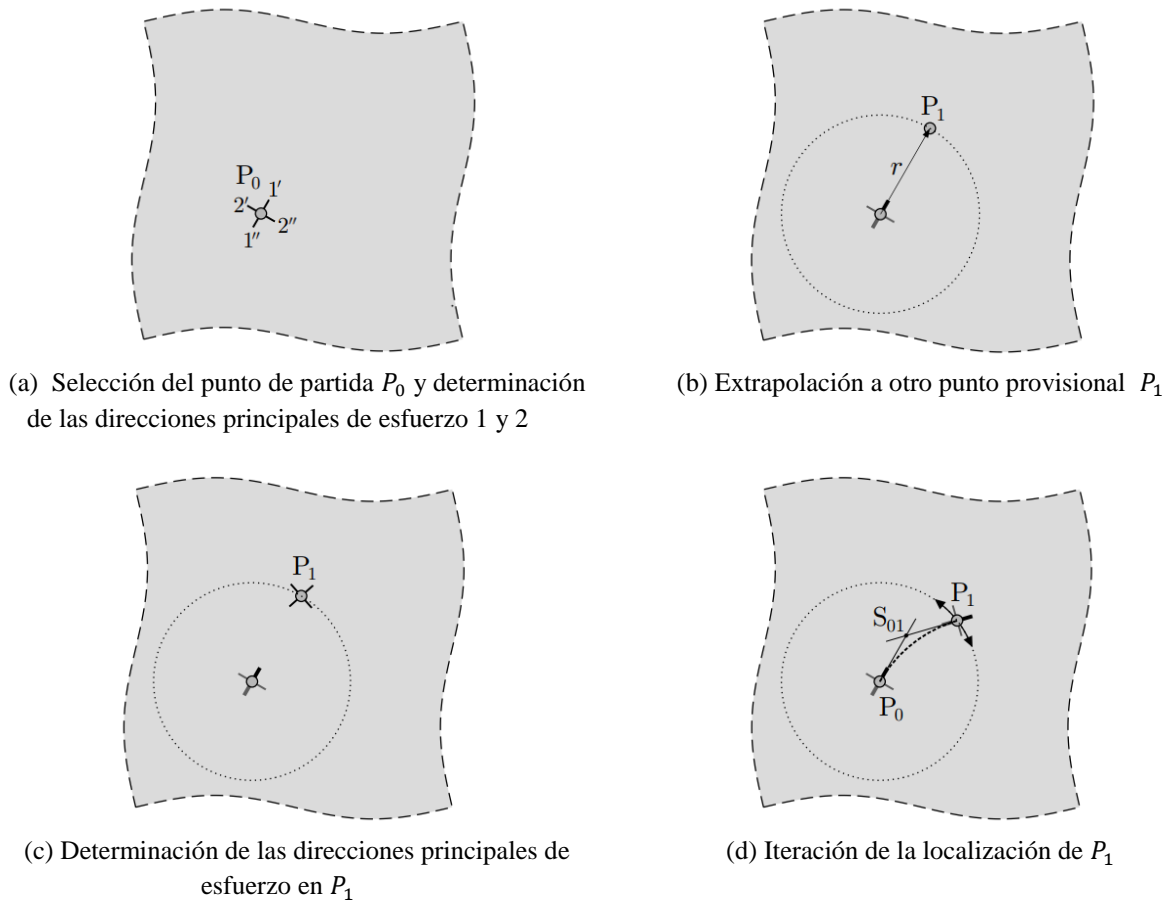 P₀
1′
2′
2″
1″
P₁
r
(a) Selección del punto de partida P₀ y determinación
de las direcciones principales de esfuerzo 1 y 2
(b) Extrapolación a otro punto provisional P₁
P₁
P₁
S₀₁
P₀
(c) Determinación de las direcciones principales de
esfuerzo en P₁
(d) Iteración de la localización de P₁